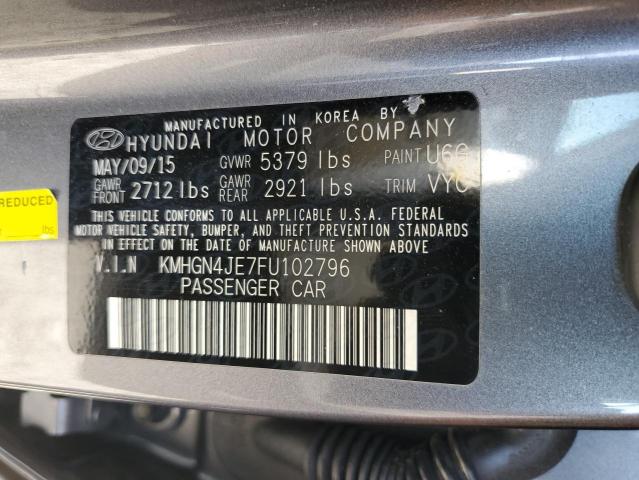 MANUFACTURED IN KOREA BY
HYUNDAI MOTOR COMPANY
MAY/09/15 GVWR 5379 lbs PAINT U6G
GAWR FRONT 2712 lbs GAWR REAR 2921 lbs TRIM VYC
THIS VEHICLE CONFORMS TO ALL APPLICABLE U.S.A. FEDERAL
MOTOR VEHICLE SAFETY, BUMPER, AND THEFT PREVENTION STANDARDS
IN EFFECT ON THE DATE OF MANUFACTURE SHOWN ABOVE
V.I.N KMHGN4JE7FU102796
PASSENGER CAR
REDUCED
lbs